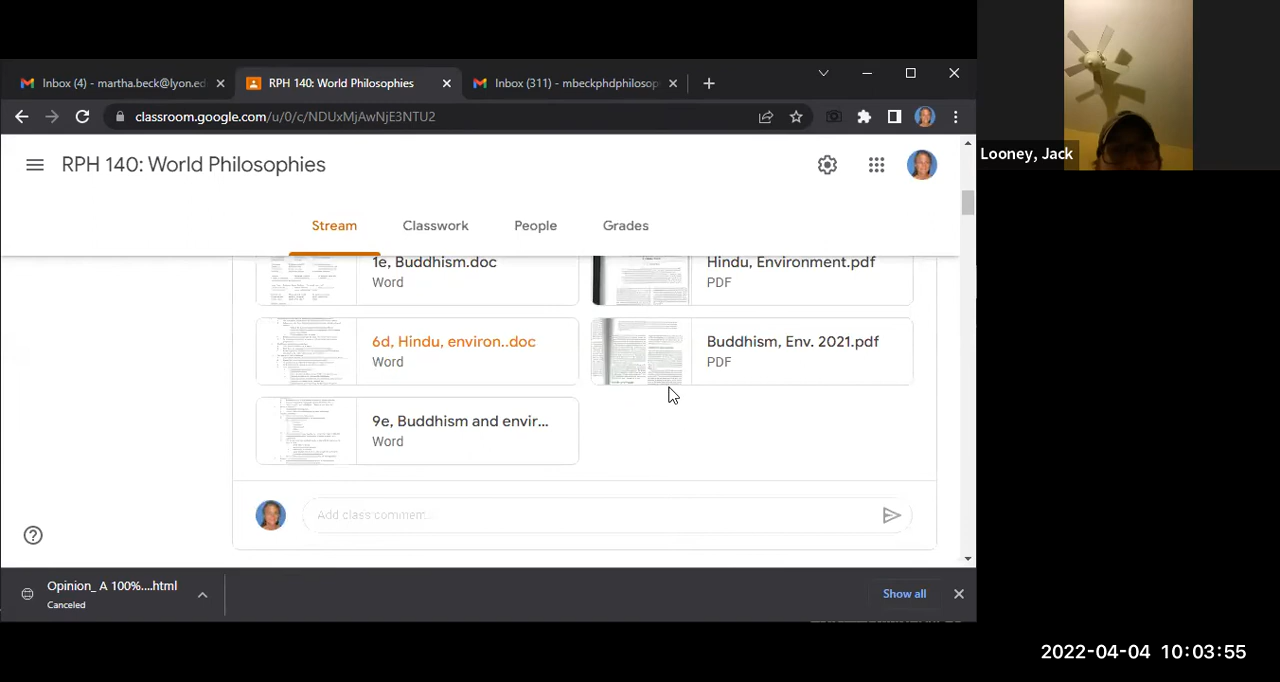 Inbox (4) - martha.beck@lyon.ed
RPH 140: World Philosophies
Inbox (311) - mbeckphdphilosop
classroom.google.com/u/0/c/NDUxMjAwNjE3NTU2
RPH 140: World Philosophies
Stream
Classwork
People
Grades
1e, Buddhism.doc
Word
Hindu, Environment.pdf
PDF
6d, Hindu, environ..doc
Word
Buddhism, Env. 2021.pdf
PDF
9e, Buddhism and envir...
Word
Add class comment...
Opinion_ A 100%....html
Canceled
Show all
Looney, Jack
2022-04-04 10:03:55